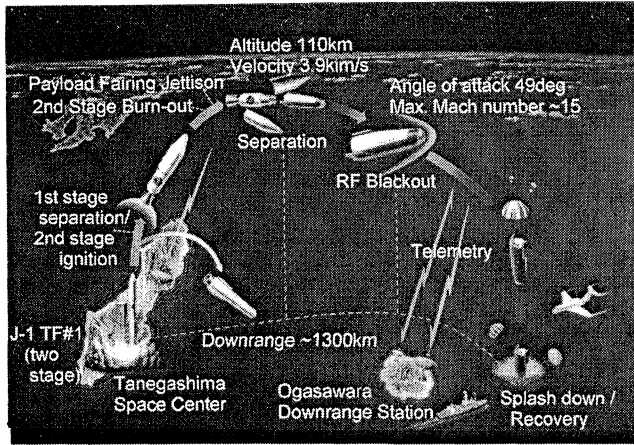 Altitude 110km
Velocity 3.9km/s
Payload Fairing Jettison
2nd Stage Burn-out
Angle of attack 49deg
Max. Mach number ~15
Separation
RF Blackout
1st stage
separation/
2nd stage
ignition
Telemetry
J-1 TF#1
(two
stage)
Downrange ~1300km
Tanegashima
Space Center
Ogasawara
Downrange Station
Splash down /
Recovery